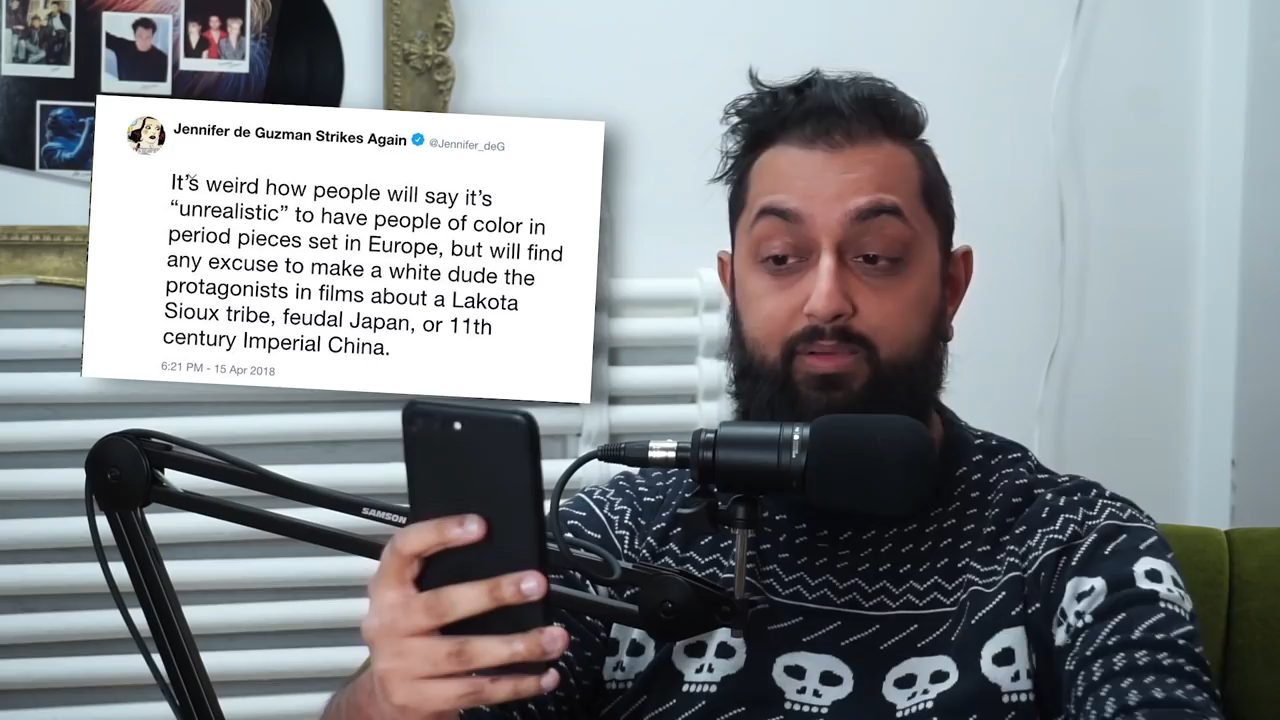 Jennifer de Guzman Strikes Again @Jennifer_deG
It's weird how people will say it's
“unrealistic” to have people of color in
period pieces set in Europe, but will find
any excuse to make a white dude the
protagonists in films about a Lakota
Sioux tribe, feudal Japan, or 11th
century Imperial China.
6:21 PM - 15 Apr 2018
SAMSON